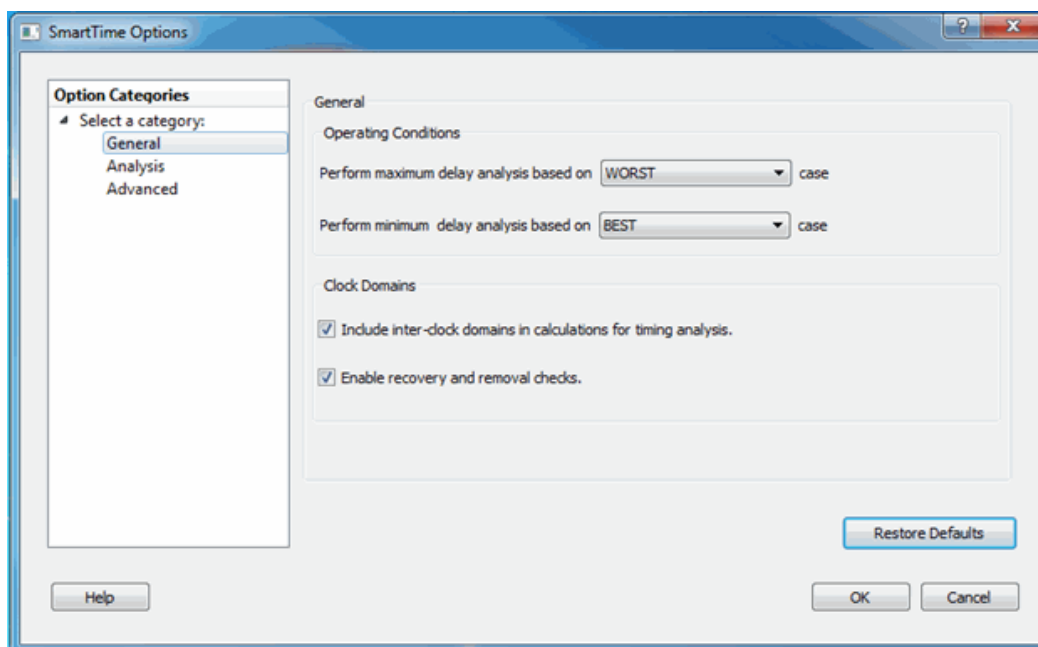 SmartTime Options
?
Option Categories
Select a category:
General
Analysis
Advanced
General
Operating Conditions
Perform maximum delay analysis based on WORST case
Perform minimum delay analysis based on BEST case
Clock Domains
Include inter-clock domains in calculations for timing analysis.
Enable recovery and removal checks.
Restore Defaults
Help OK Cancel